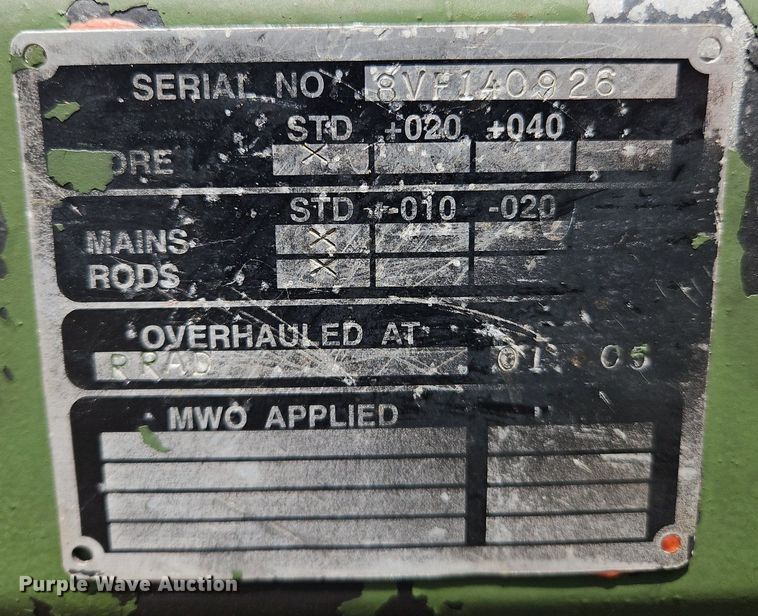 SERIAL NO 8VF140926
STD +020 +040
ORE X
STD -010 -020
MAINS X
RODS X
OVERHAULED AT
RRAD 01 05
MWO APPLIED
Purple Wave Auction